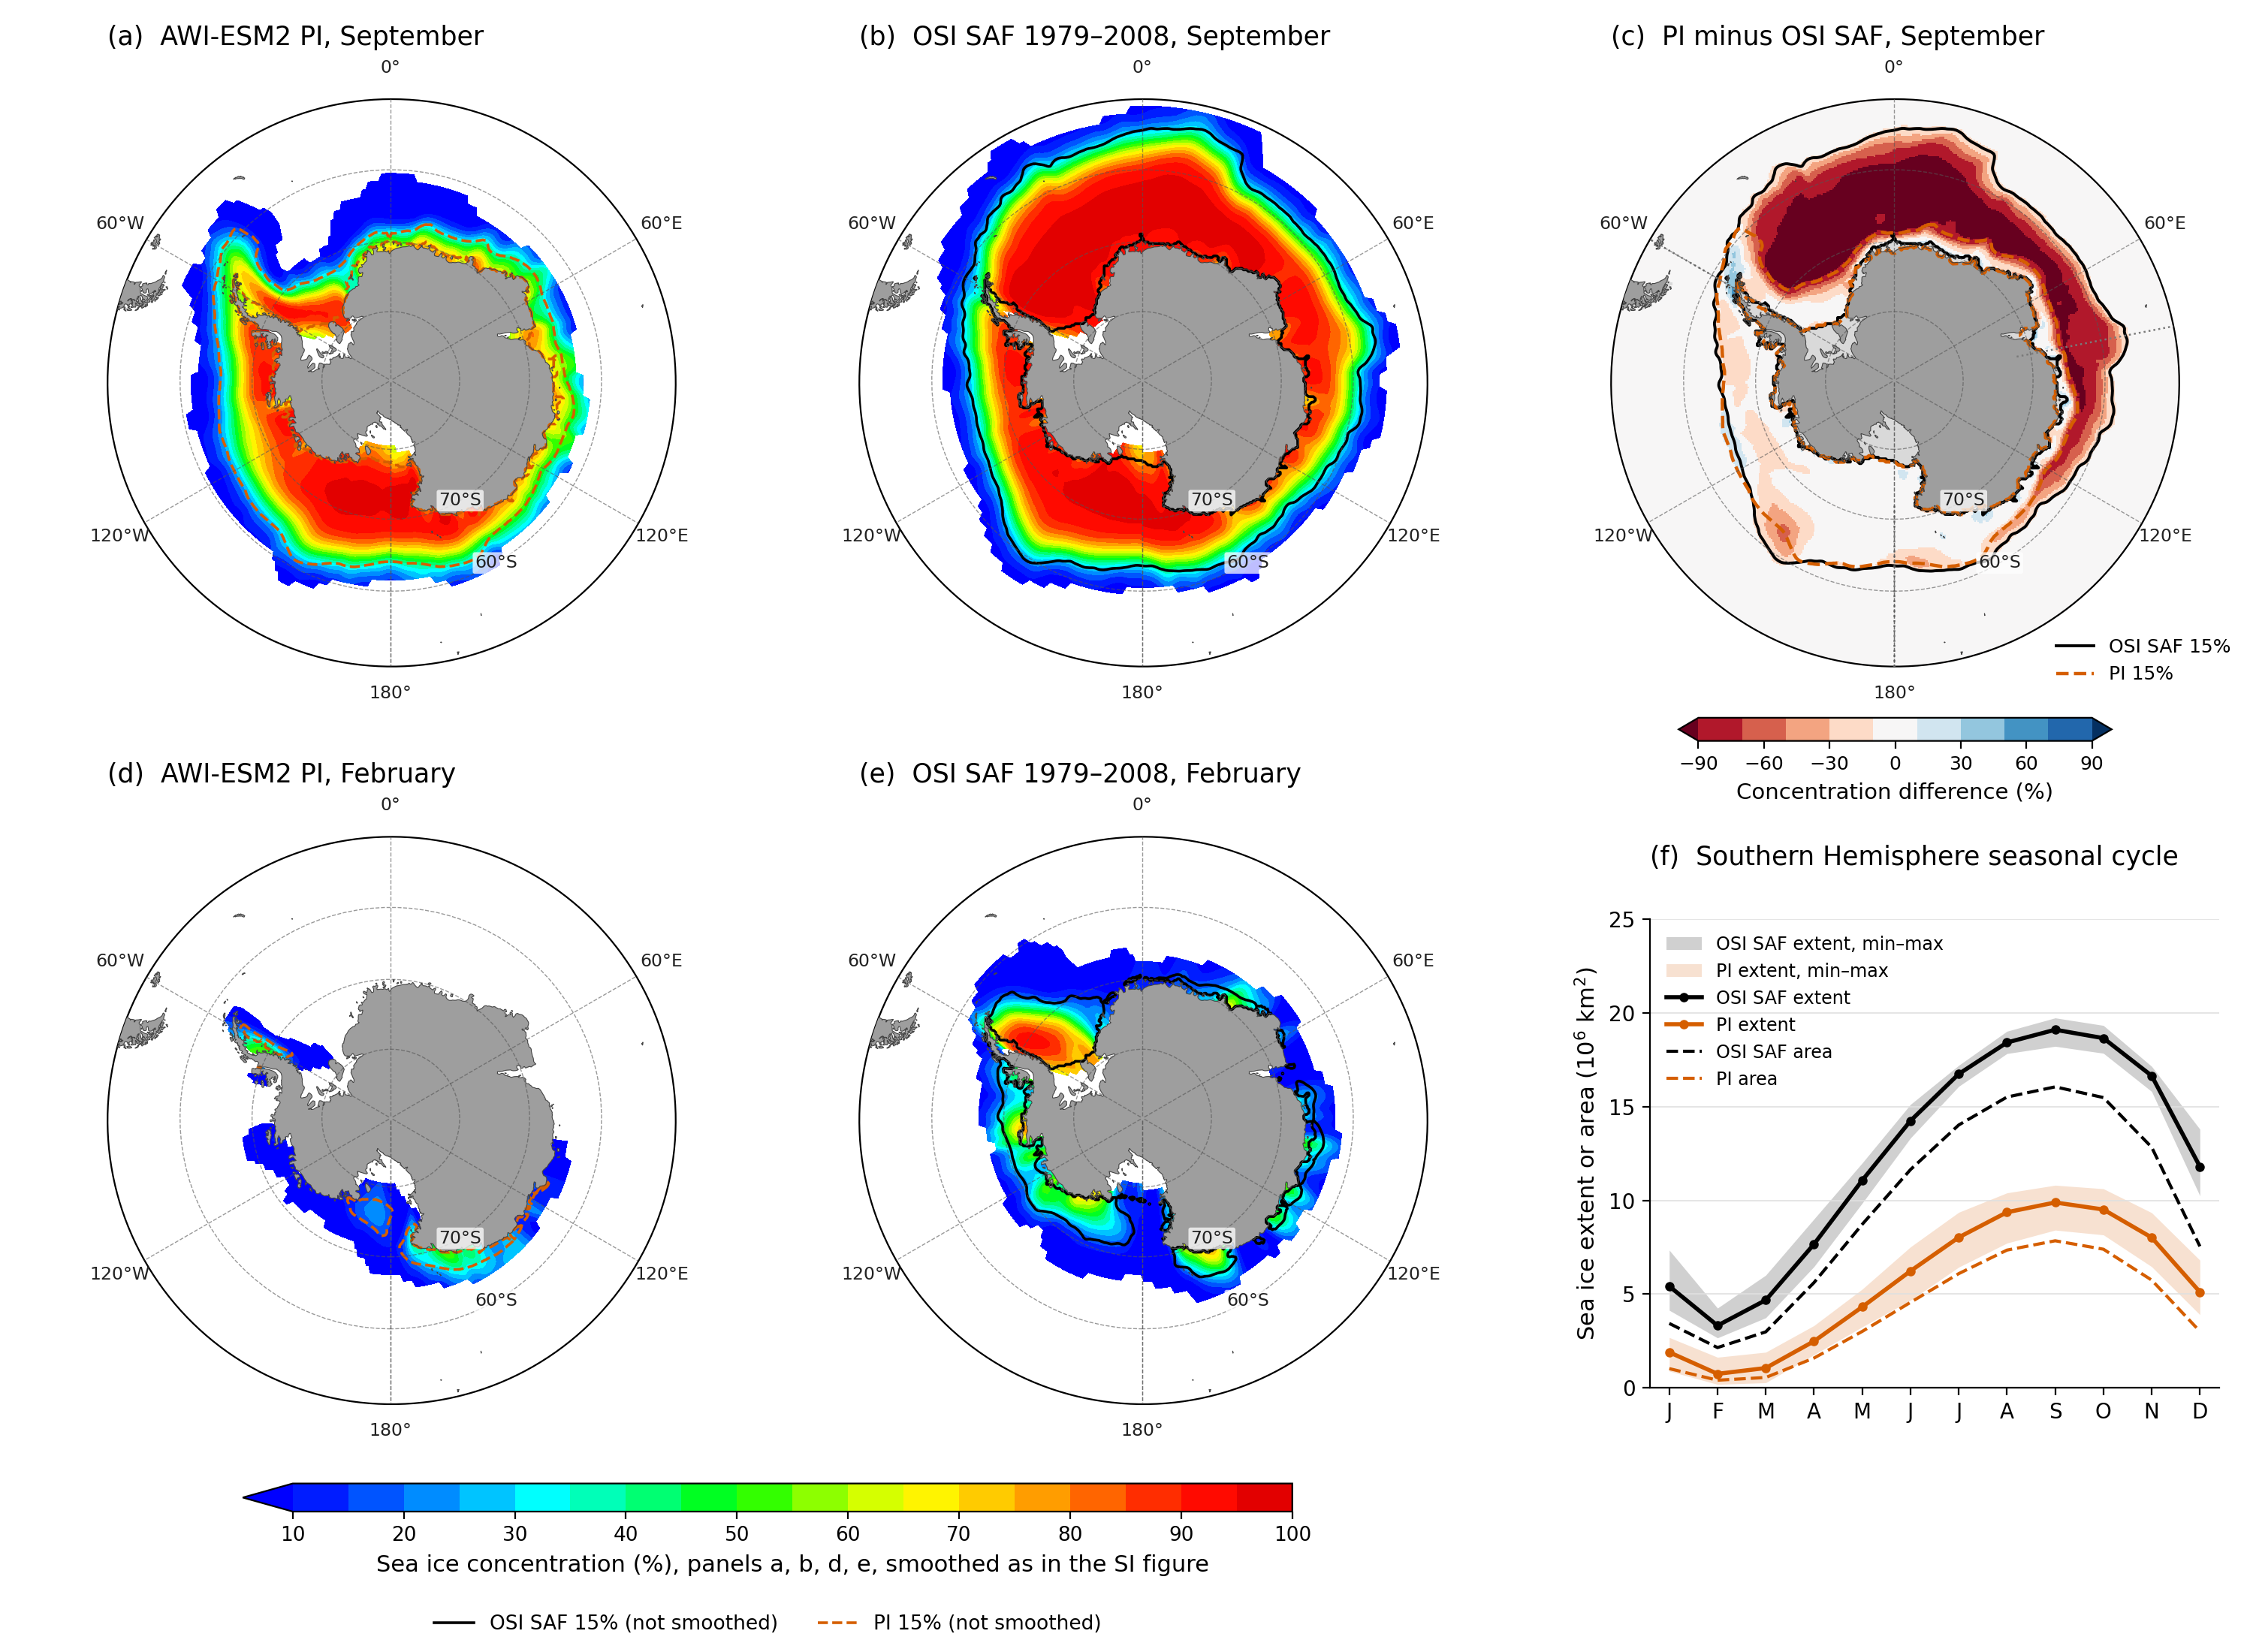 (a) AWI-ESM2 PI, September
0°
60°W
60°E
70°S
60°S
120°W
120°E
180°
(b) OSI SAF 1979–2008, September
0°
60°W
60°E
70°S
60°S
120°W
120°E
180°
(c) PI minus OSI SAF, September
0°
60°W
60°E
70°S
60°S
120°W
120°E
180°
OSI SAF 15%
PI 15%
−90 −60 −30 0 30 60 90
Concentration difference (%)
(d) AWI-ESM2 PI, February
0°
60°W
60°E
70°S
60°S
120°W
120°E
180°
(e) OSI SAF 1979–2008, February
0°
60°W
60°E
70°S
60°S
120°W
120°E
180°
(f) Southern Hemisphere seasonal cycle
Sea ice extent or area (10⁶ km²)
25
20
15
10
5
0
OSI SAF extent, min–max
PI extent, min–max
OSI SAF extent
PI extent
OSI SAF area
PI area
J F M A M J J A S O N D
10 20 30 40 50 60 70 80 90 100
Sea ice concentration (%), panels a, b, d, e, smoothed as in the SI figure
OSI SAF 15% (not smoothed) PI 15% (not smoothed)